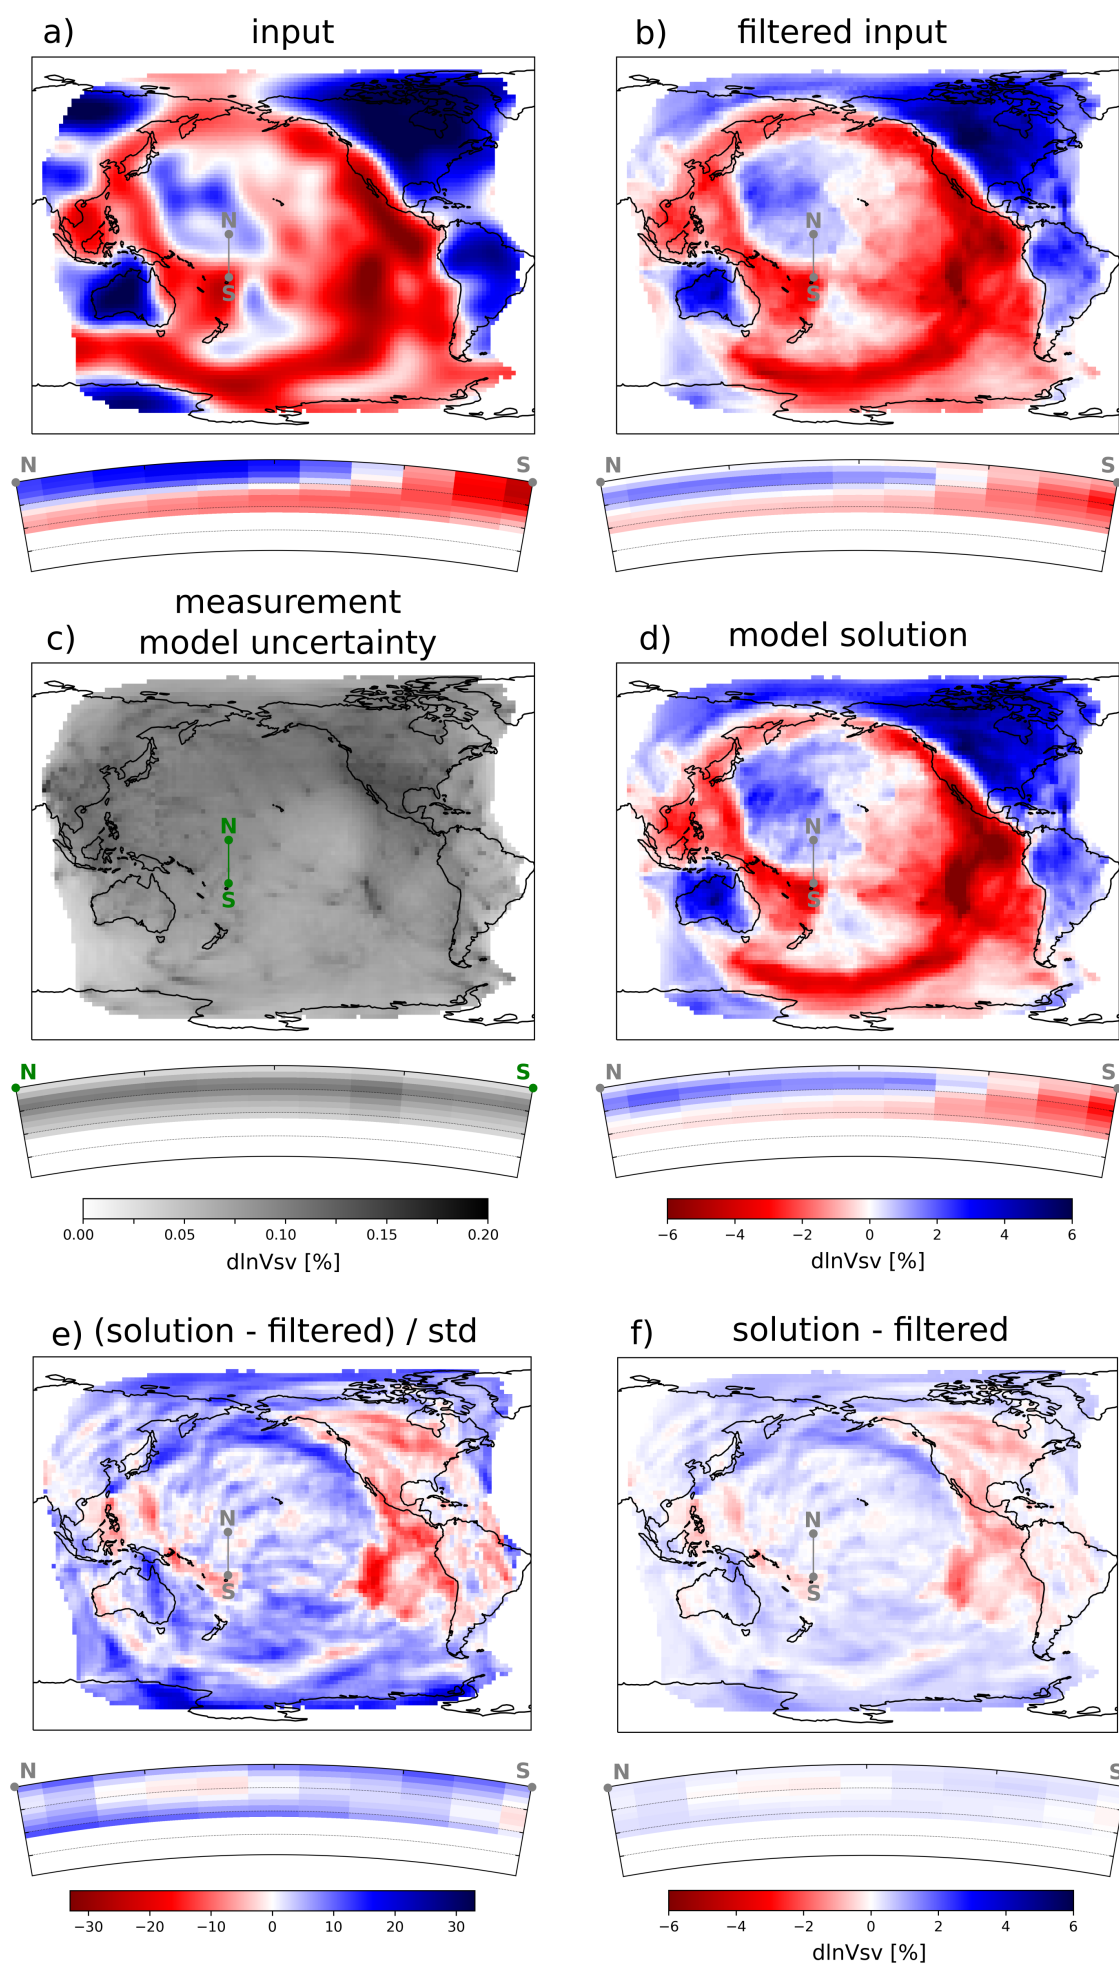 a) input
b) filtered input
N
S
N
S
N S
N S
measurement
c) model uncertainty
d) model solution
N
S
N
S
N S
N S
0.00 0.05 0.10 0.15 0.20
dlnVsv [%]
−6 −4 −2 0 2 4 6
dlnVsv [%]
e) (solution - filtered) / std
f) solution - filtered
N
S
N
S
N S
N S
−30 −20 −10 0 10 20 30
−6 −4 −2 0 2 4 6
dlnVsv [%]